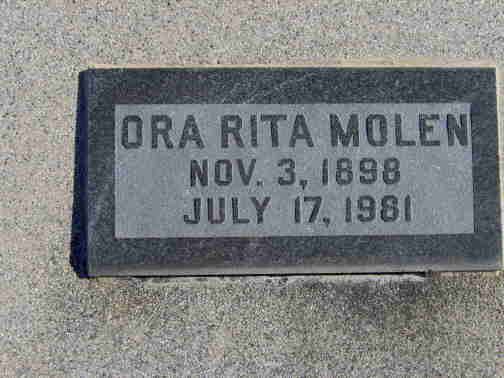 ORA RITA MOLEN
NOV. 3, 1898
JULY 17, 1981